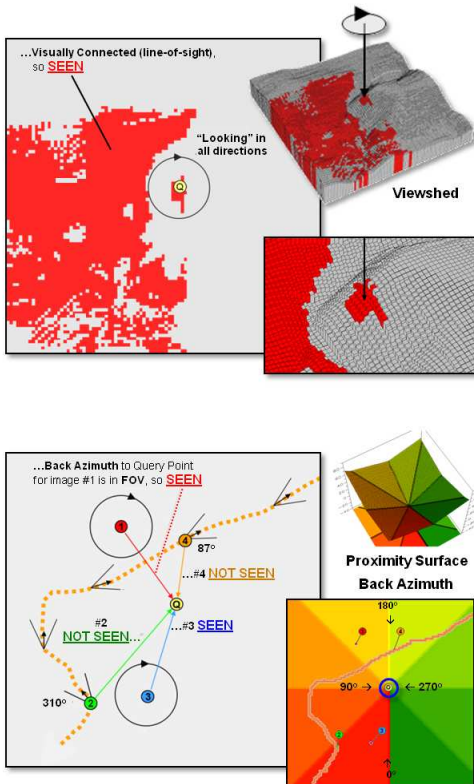 ...Visually Connected (line-of-sight),
so SEEN
"Looking" in
all directions
Q
Viewshed
...Back Azimuth to Query Point
for image #1 is in FOV, so SEEN
1
4
87°
...#4 NOT SEEN
Q
#2
NOT SEEN...
...#3 SEEN
310°
2
3
Proximity Surface
Back Azimuth
180°
1
4
90° → Q ← 270°
2
3
0°